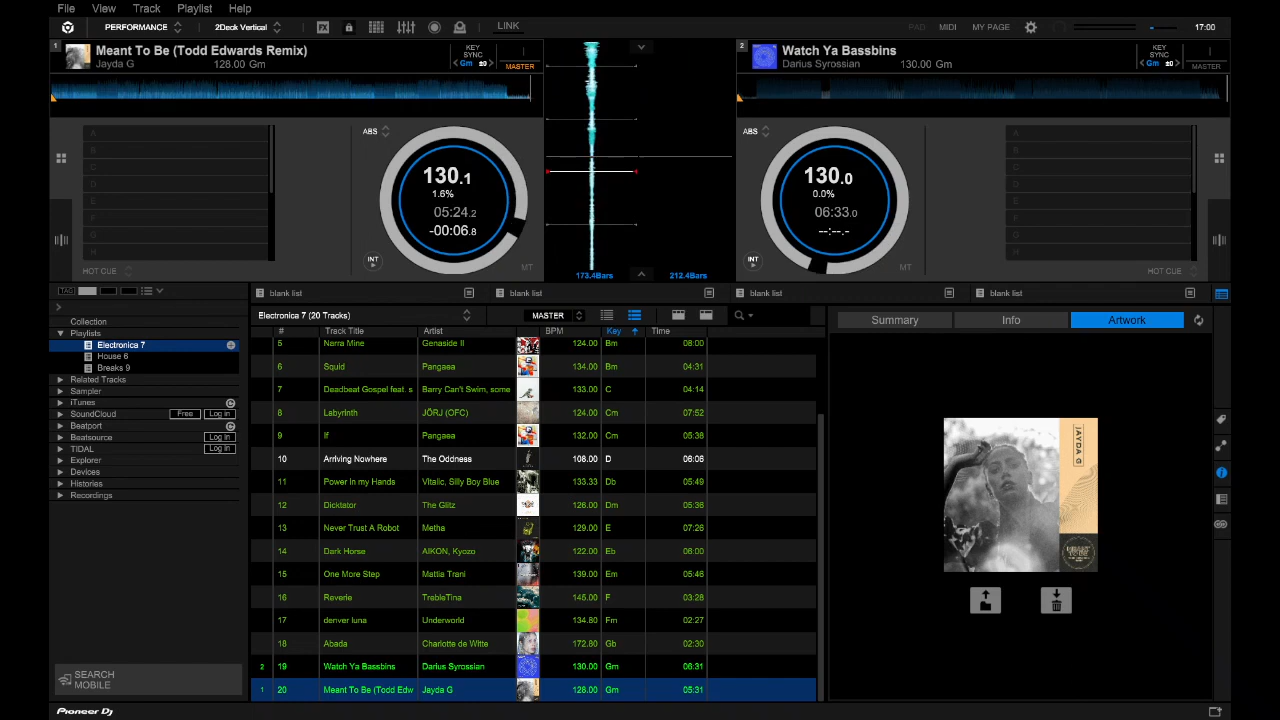 File View Track Playlist Help
PERFORMANCE 2Deck Vertical FX LINK PAD MIDI MY PAGE 17:00
1 Meant To Be (Todd Edwards Remix)
Jayda G 128.00 Gm
KEY SYNC
Gm ±0 MASTER
2 Watch Ya Bassbins
Darius Syrossian 130.00 Gm
KEY SYNC
Gm ±0 MASTER
A
B
C
D
E
F
G
H
HOT CUE
ABS
130.1
1.6%
05:24.2
-00:06.8
INT
MT
173.4Bars 212.4Bars
ABS
130.0
0.0%
06:33.0
--:--.-
INT
MT
A
B
C
D
E
F
G
H
HOT CUE
TAG
blank list blank list blank list blank list
Collection
Playlists
Electronica 7
House 6
Breaks 9
Related Tracks
Sampler
iTunes
SoundCloud Free Log in
Beatport
Beatsource Log in
TIDAL Log in
Explorer
Devices
Histories
Recordings
SEARCH
MOBILE
Electronica 7 (20 Tracks) MASTER
# Track Title Artist BPM Key Time
5 Narra Mine Genaside II 124.00 Bm 08:00
6 Squid Pangaea 134.00 Bm 04:31
7 Deadbeat Gospel feat. s Barry Can't Swim, some 133.00 C 04:14
8 Labyrinth JÖRJ (OFC) 124.00 Cm 07:52
9 If Pangaea 132.00 Cm 05:38
10 Arriving Nowhere The Oddness 108.00 D 06:06
11 Power In my Hands Vitalic, Silly Boy Blue 133.33 Db 05:49
12 Dicktator The Glitz 126.00 Dm 05:36
13 Never Trust A Robot Metha 129.00 E 07:26
14 Dark Horse AIKON, Kyozo 122.00 Eb 06:00
15 One More Step Mattia Trani 139.00 Em 05:46
16 Reverie TrebleTina 145.00 F 03:28
17 denver luna Underworld 134.80 Fm 02:27
18 Abada Charlotte de Witte 172.80 Gb 02:30
2 19 Watch Ya Bassbins Darius Syrossian 130.00 Gm 06:31
1 20 Meant To Be (Todd Edw Jayda G 128.00 Gm 05:31
Summary Info Artwork
JAYDA G
Pioneer Dj